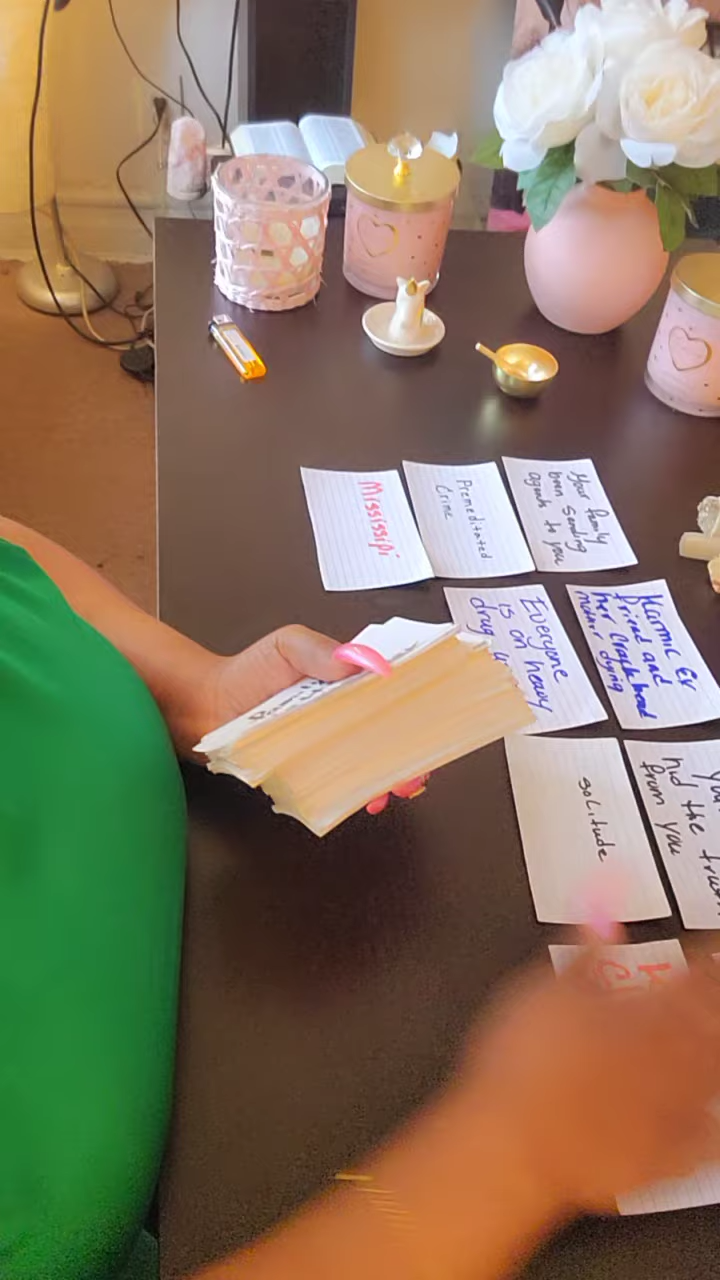 Mississipi
Premeditated
Crime
Your family
been sending
agents to you
Everyone
is on heavy
drug
Karmic Ex
friend and
her crackhead
mother dying
solitude
hid the truth
from you
K